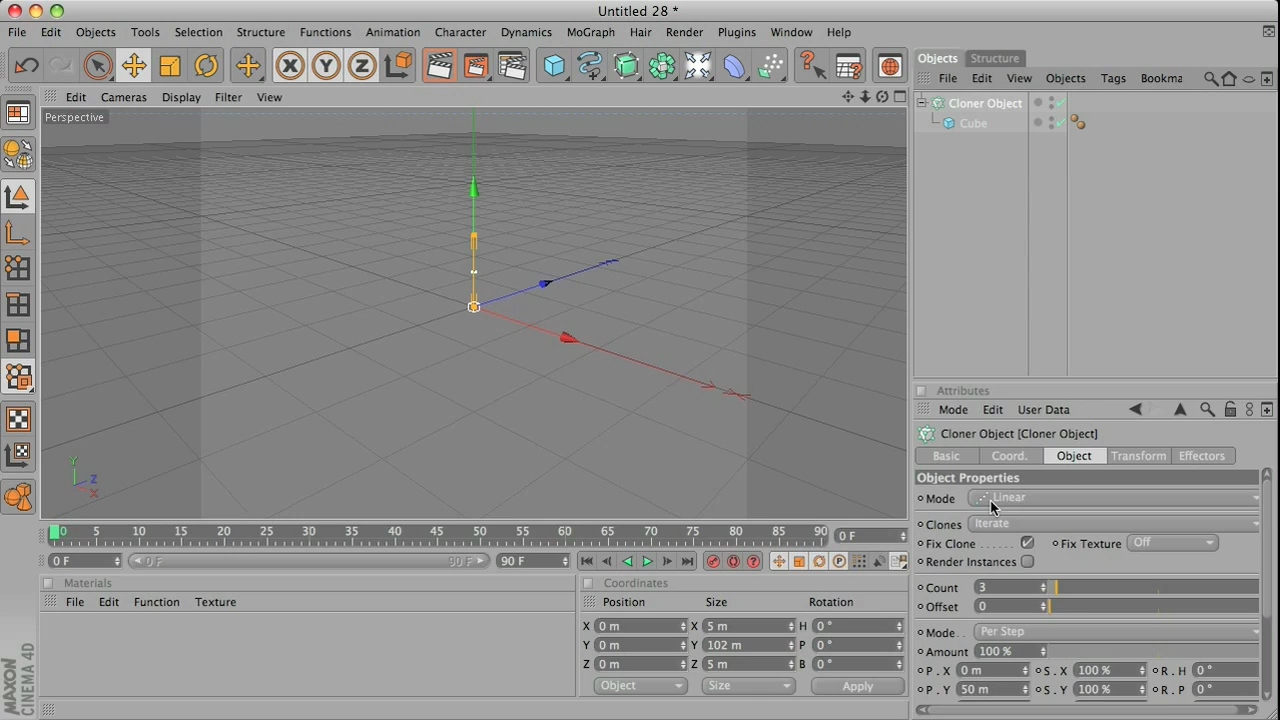 Untitled 28 *
File Edit Objects Tools Selection Structure Functions Animation Character Dynamics MoGraph Hair Render Plugins Window Help
X Y Z
Objects Structure
File Edit View Objects Tags Bookma
Edit Cameras Display Filter View
Perspective
Cloner Object
Cube
Y
Z
X
Attributes
Mode Edit User Data
Cloner Object [Cloner Object]
Basic Coord. Object Transform Effectors
Object Properties
Mode Linear
Clones Iterate
Fix Clone ...... Fix Texture Off
Render Instances
Count 3
Offset 0
Mode. . Per Step
Amount 100 %
P . X 0 m S . X 100 % R . H 0 °
P . Y 50 m S . Y 100 % R . P 0 °
0 5 10 15 20 25 30 35 40 45 50 55 60 65 70 75 80 85 90 0 F
0 F 0 F 90 F 90 F
Materials
File Edit Function Texture
Coordinates
Position Size Rotation
X 0 m X 5 m H 0 °
Y 0 m Y 102 m P 0 °
Z 0 m Z 5 m B 0 °
Object Size Apply
MAXON
CINEMA 4D